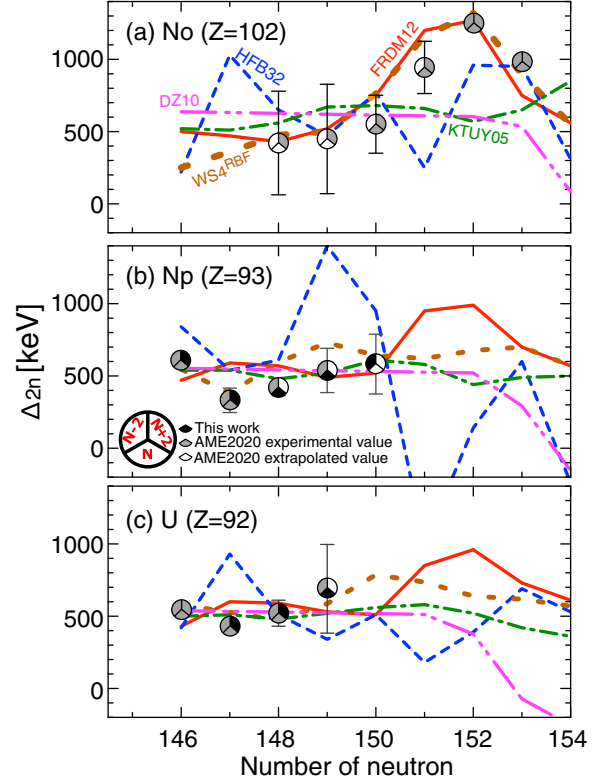 (a) No (Z=102)
FRDM12
HFB32
DZ10
KTUY05
WS4RBF
1000
500
0
(b) Np (Z=93)
1000
500
0
N-2 N+2
N
This work
AME2020 experimental value
AME2020 extrapolated value
Δ2n [keV]
(c) U (Z=92)
1000
500
0
146 148 150 152 154
Number of neutron